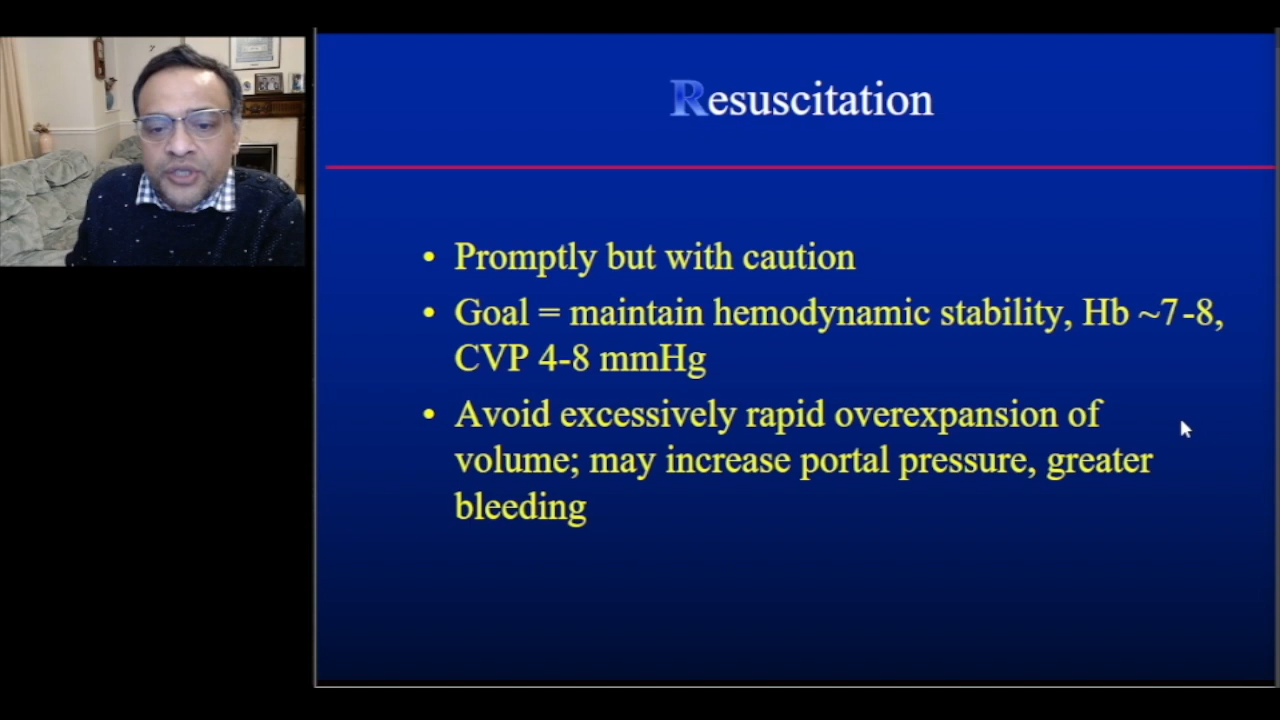 Resuscitation
• Promptly but with caution
• Goal = maintain hemodynamic stability, Hb ~7-8,
CVP 4-8 mmHg
• Avoid excessively rapid overexpansion of
volume; may increase portal pressure, greater
bleeding